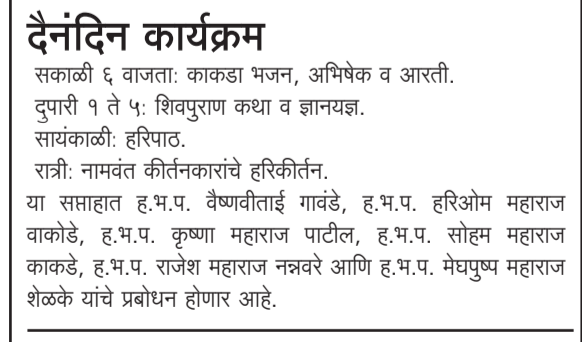 दैनंदिन कार्यक्रम
सकाळी ६ वाजता: काकडा भजन, अभिषेक व आरती.
दुपारी १ ते ५: शिवपुराण कथा व ज्ञानयज्ञ.
सायंकाळी: हरिपाठ.
रात्री: नामवंत कीर्तनकारांचे हरिकीर्तन.
या सप्ताहात ह.भ.प. वैष्णवीताई गावंडे, ह.भ.प. हरिओम महाराज
वाकोडे, ह.भ.प. कृष्णा महाराज पाटील, ह.भ.प. सोहम महाराज
काकडे, ह.भ.प. राजेश महाराज नन्नवरे आणि ह.भ.प. मेघपुष्प महाराज
शेळके यांचे प्रबोधन होणार आहे.